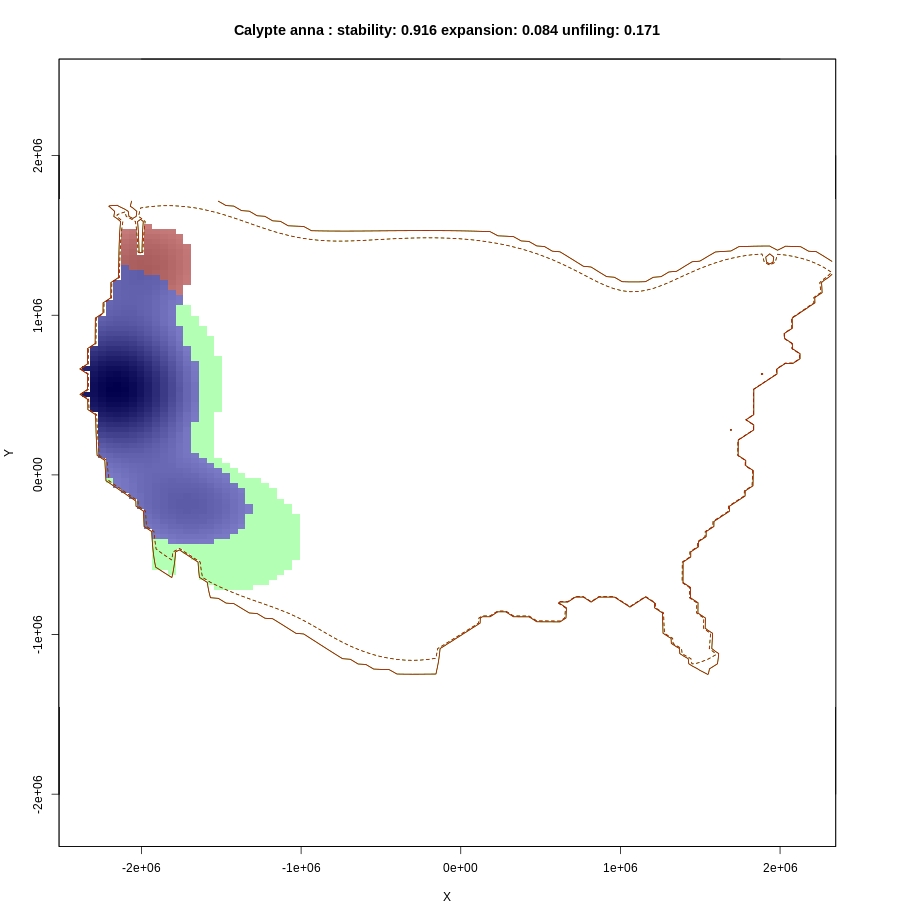 Calypte anna : stability: 0.916 expansion: 0.084 unfiling: 0.171
2e+06
1e+06
0e+00
-1e+06
-2e+06
Y
-2e+06 -1e+06 0e+00 1e+06 2e+06
X